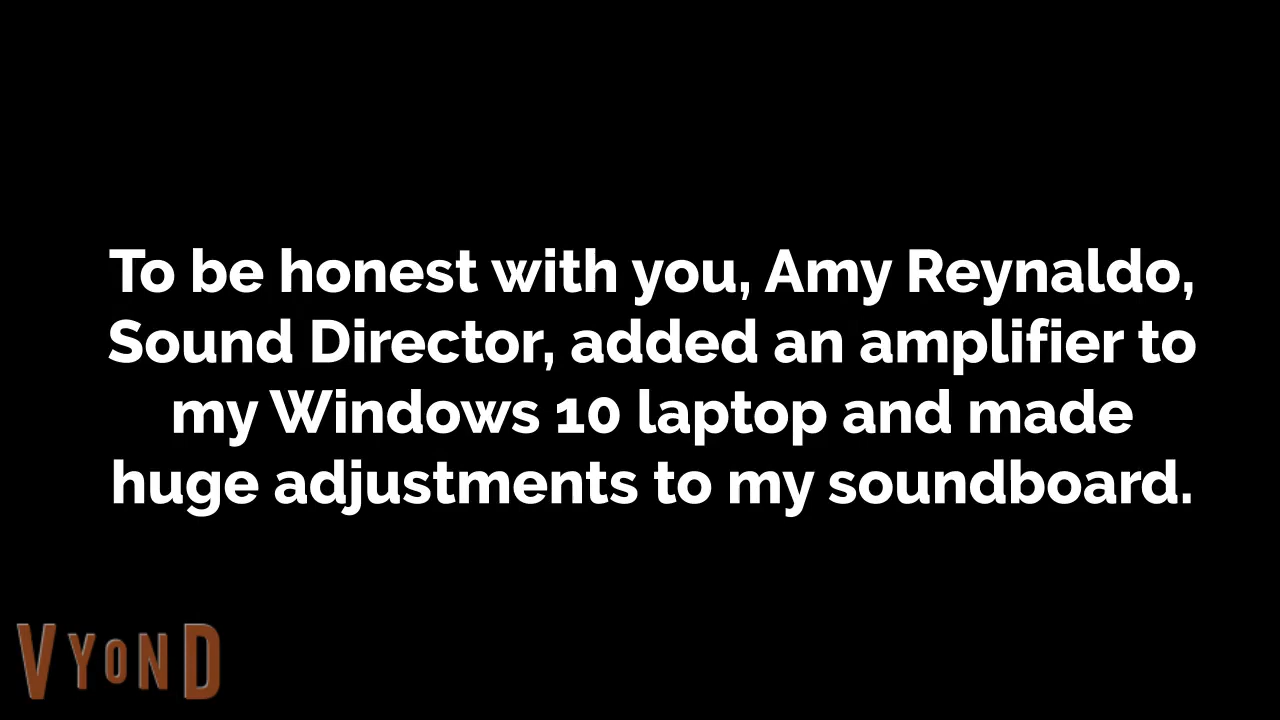 To be honest with you, Amy Reynaldo,
Sound Director, added an amplifier to
my Windows 10 laptop and made
huge adjustments to my soundboard.
VYOND